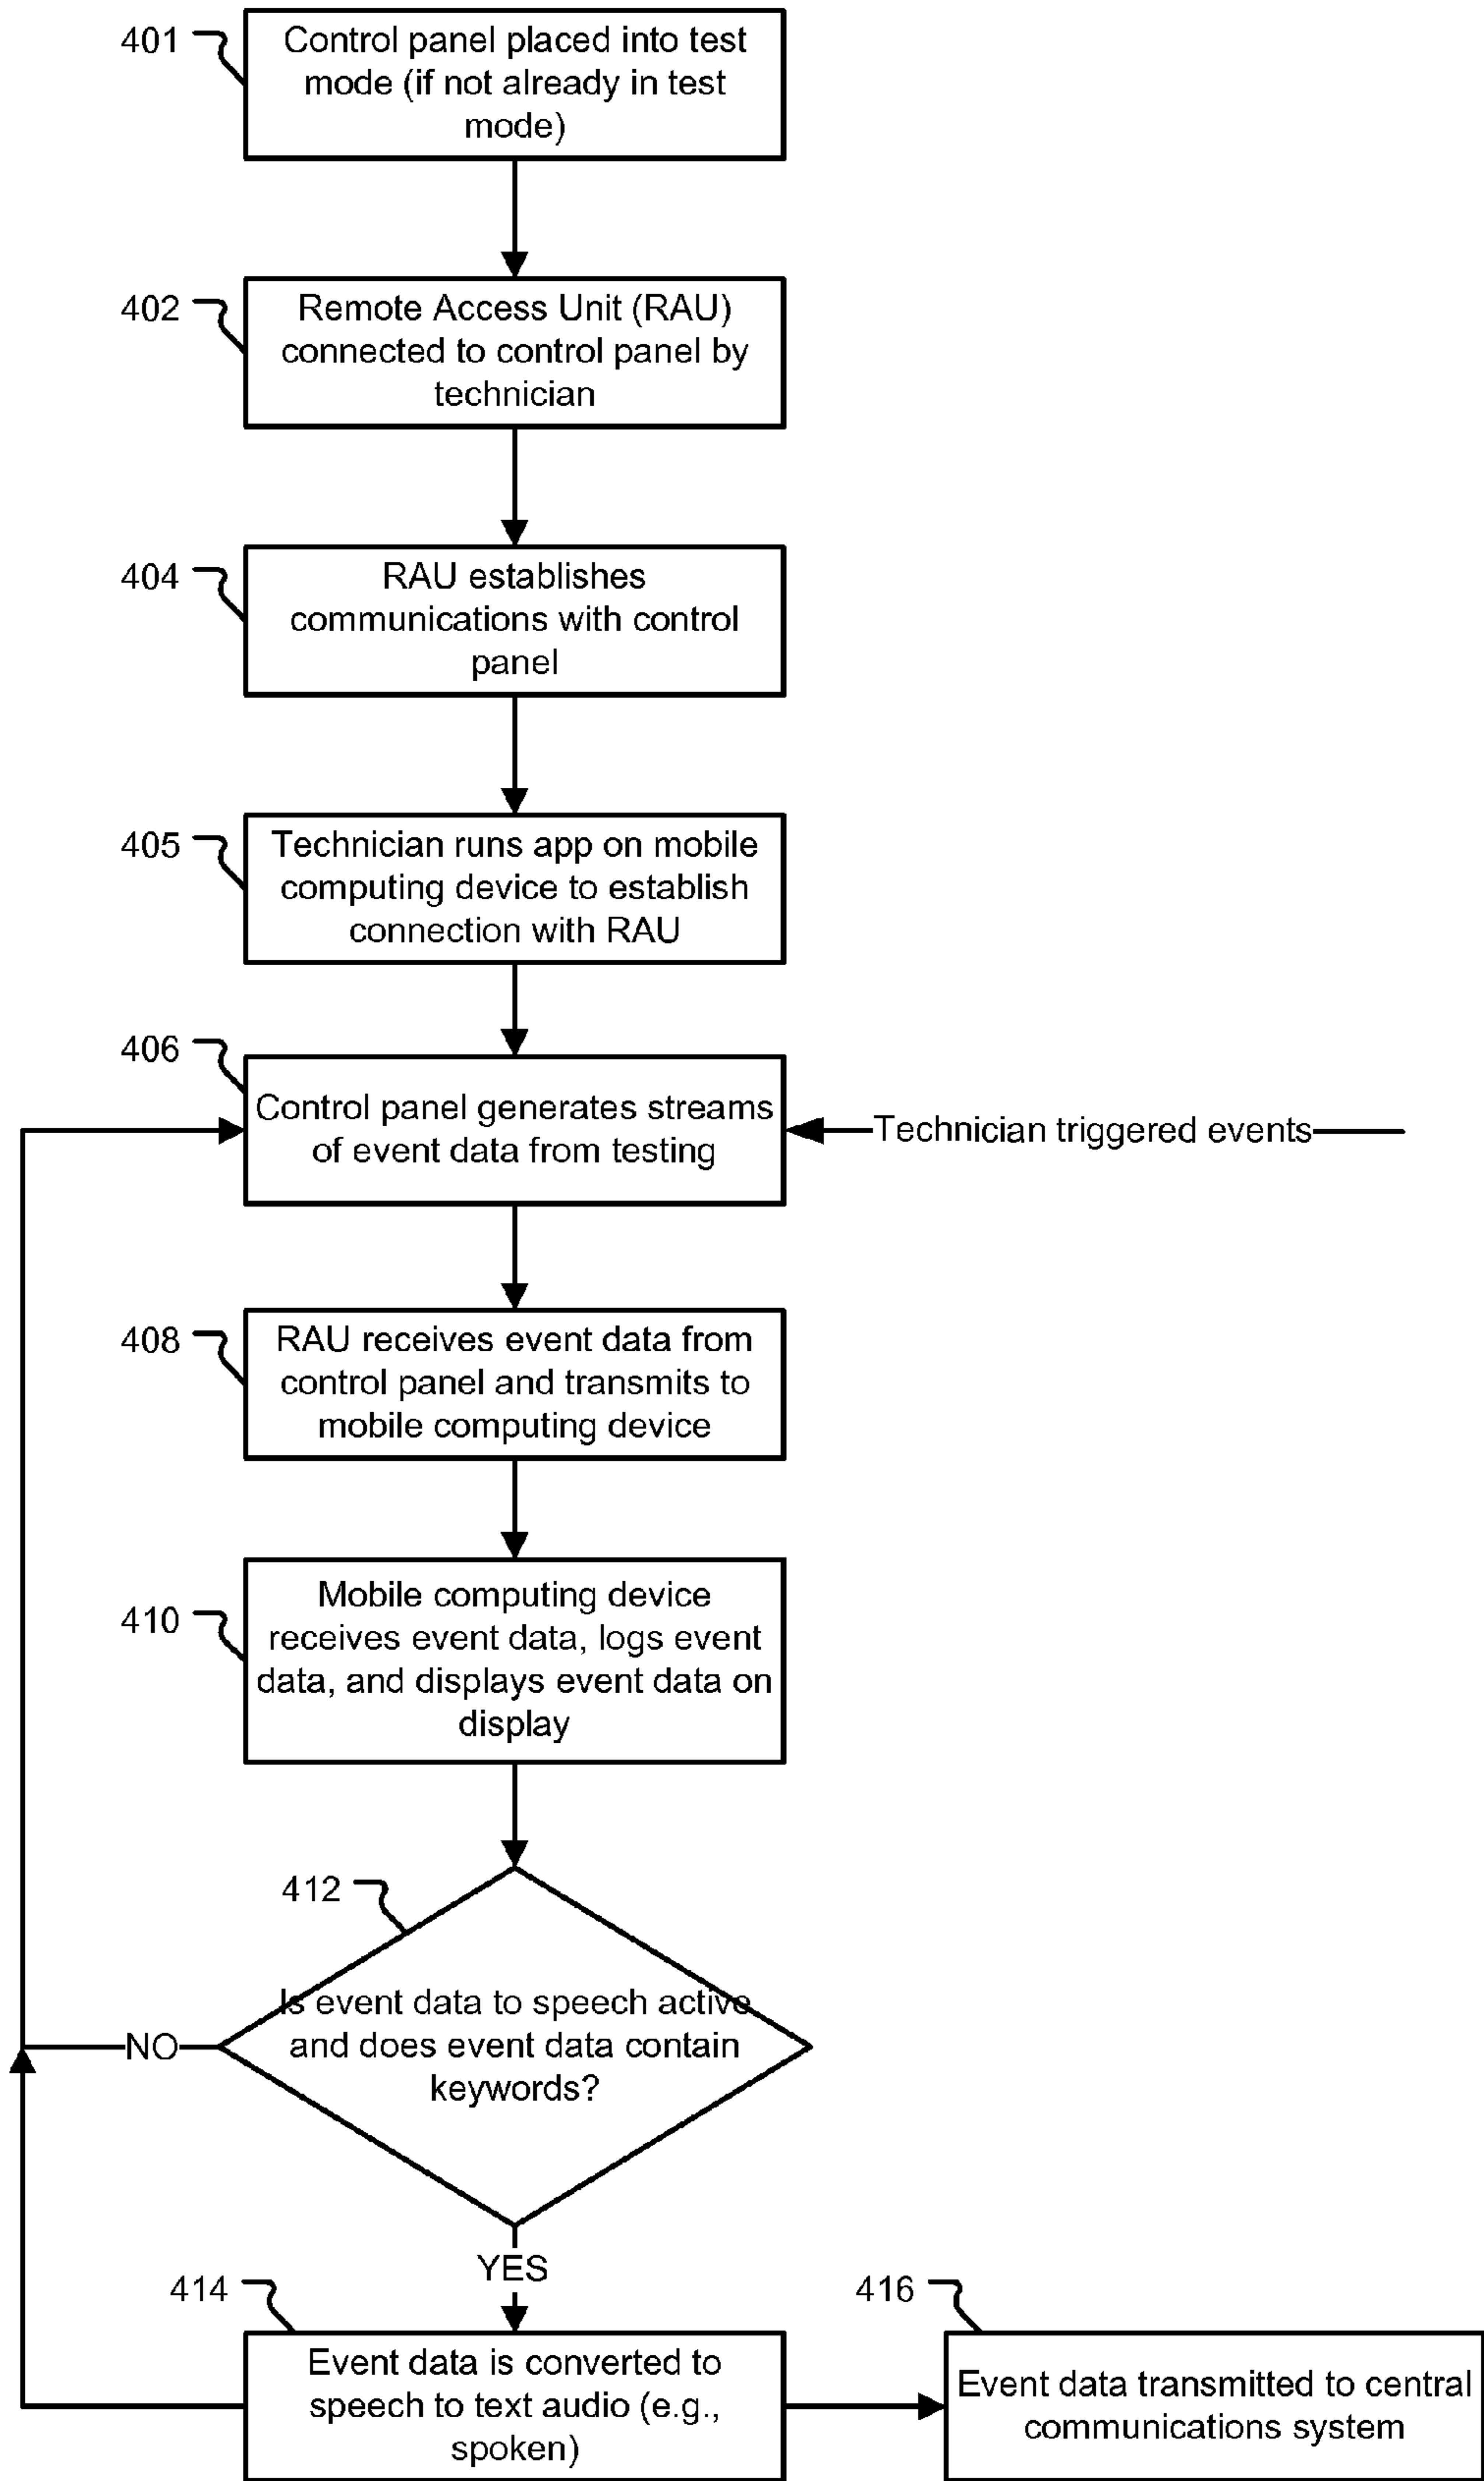 401
Control panel placed into test
mode (if not already in test
mode)
402
Remote Access Unit (RAU)
connected to control panel by
technician
404
RAU establishes
communications with control
panel
405
Technician runs app on mobile
computing device to establish
connection with RAU
406
Control panel generates streams
of event data from testing
Technician triggered events
408
RAU receives event data from
control panel and transmits to
mobile computing device
410
Mobile computing device
receives event data, logs event
data, and displays event data on
display
412
Is event data to speech active
and does event data contain
keywords?
NO
YES
414
Event data is converted to
speech to text audio (e.g.,
spoken)
416
Event data transmitted to central
communications system